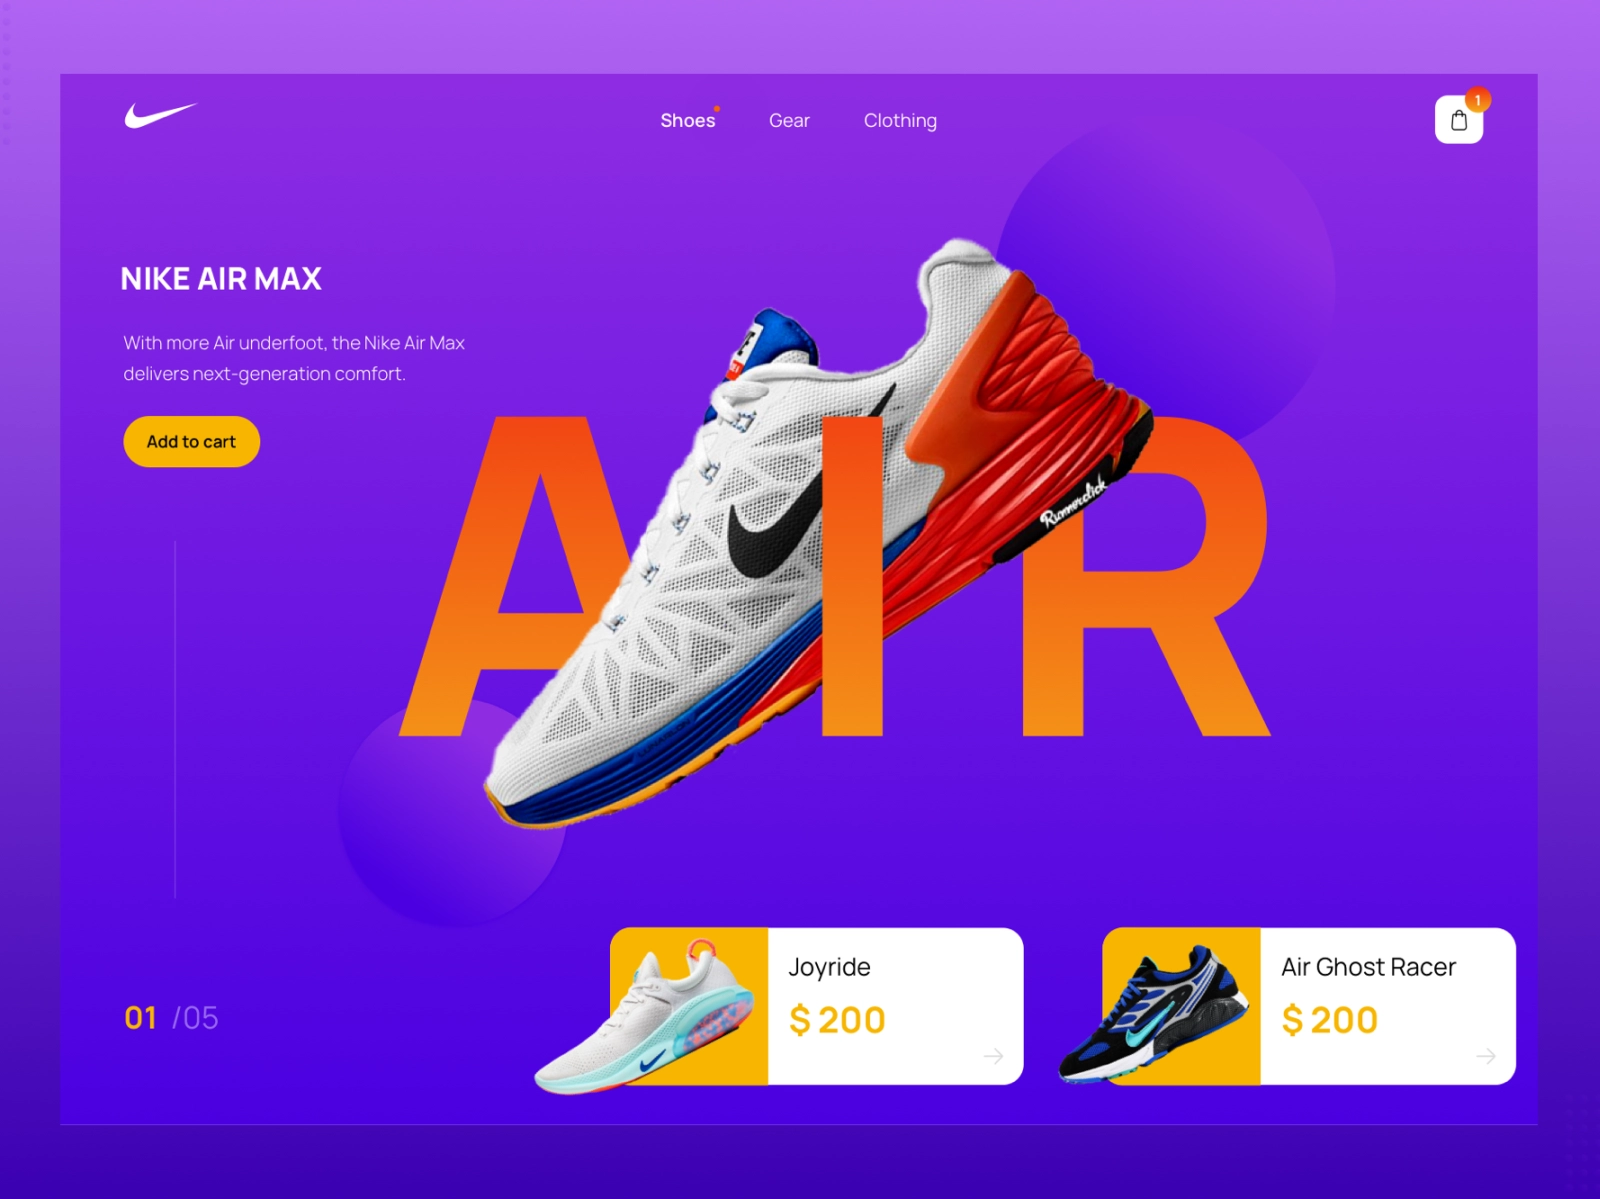 Shoes
Gear
Clothing
1
NIKE AIR MAX
With more Air underfoot, the Nike Air Max
delivers next-generation comfort.
Add to cart
AIR
Runnerclick
Joyride
$ 200
Air Ghost Racer
$ 200
01 /05